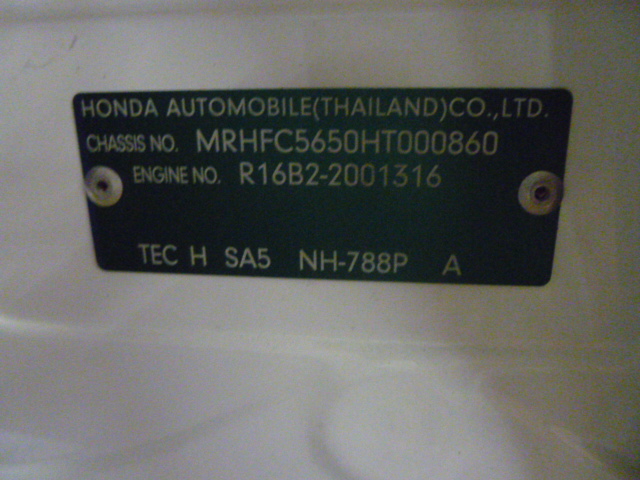 HONDA AUTOMOBILE(THAILAND)CO.,LTD.
CHASSIS NO. MRHFC5650HT000860
ENGINE NO. R16B2-2001316
TEC H SA5 NH-788P A